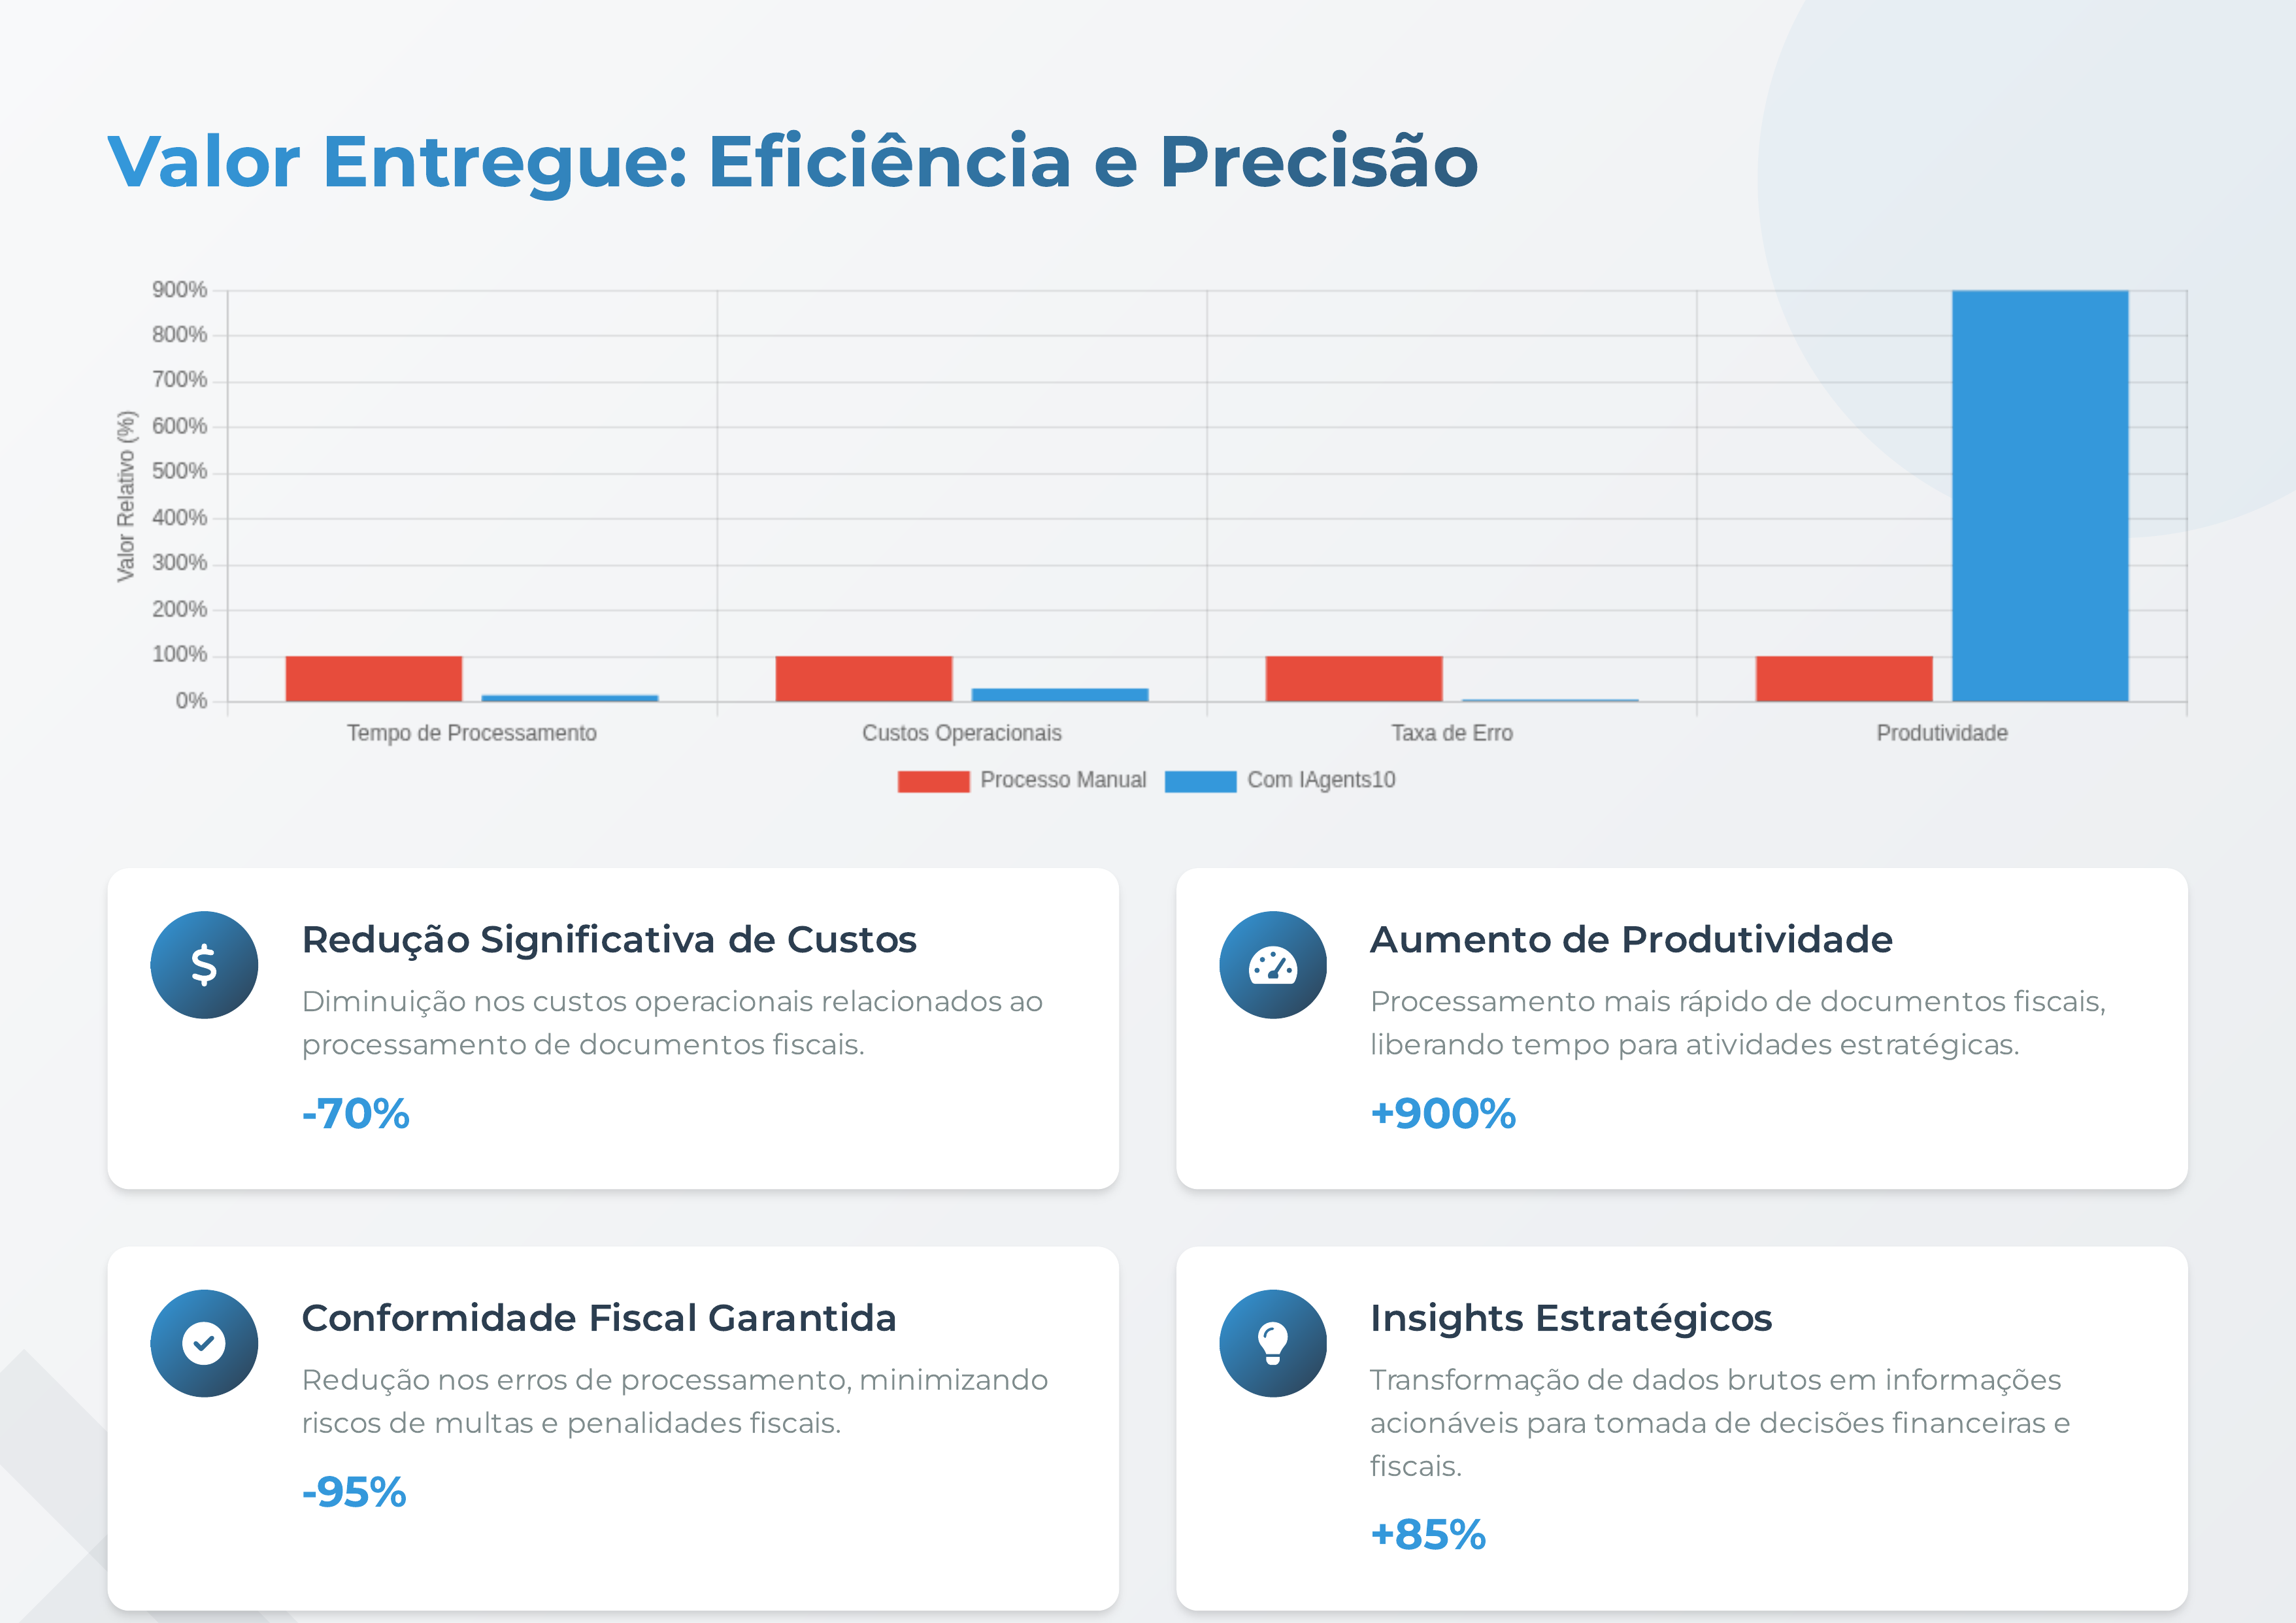 Valor Entregue: Eficiência e Precisão
Valor Relativo (%)
900%
800%
700%
600%
500%
400%
300%
200%
100%
0%
Tempo de Processamento
Custos Operacionais
Taxa de Erro
Produtividade
Processo Manual
Com IAgents10
Redução Significativa de Custos
Diminuição nos custos operacionais relacionados ao
processamento de documentos fiscais.
-70%
Aumento de Produtividade
Processamento mais rápido de documentos fiscais,
liberando tempo para atividades estratégicas.
+900%
Conformidade Fiscal Garantida
Redução nos erros de processamento, minimizando
riscos de multas e penalidades fiscais.
-95%
Insights Estratégicos
Transformação de dados brutos em informações
acionáveis para tomada de decisões financeiras e
fiscais.
+85%